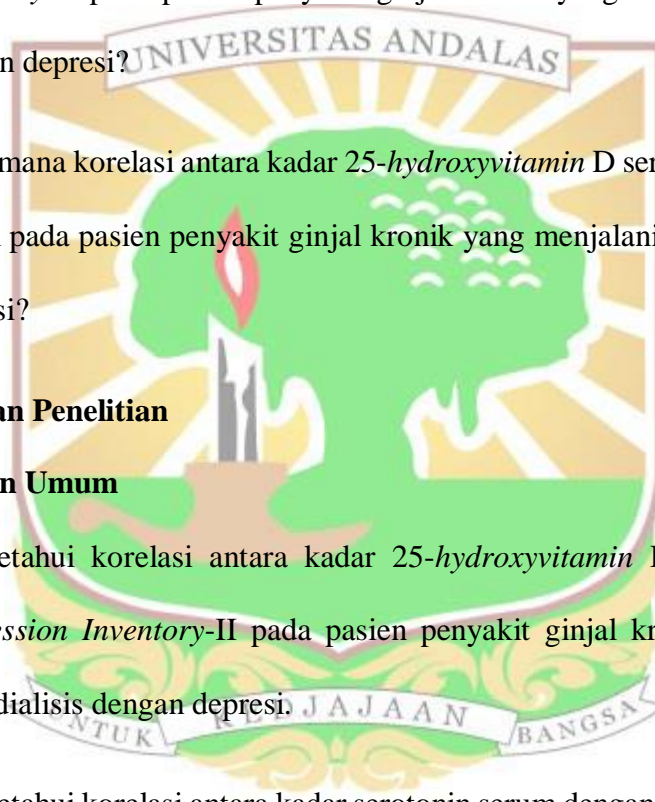 UNIVERSITAS ANDALAS
n depresi?
mana korelasi antara kadar 25-hydroxyvitamin D ser
pada pasien penyakit ginjal kronik yang menjalani
si?
an Penelitian
n Umum
etahui korelasi antara kadar 25-hydroxyvitamin
ession Inventory-II pada pasien penyakit ginjal kr
dialisis dengan depresi.
UNTUK KEDJAJAAN BANGSA
etahui korelasi antara kadar serotonin serum dengan